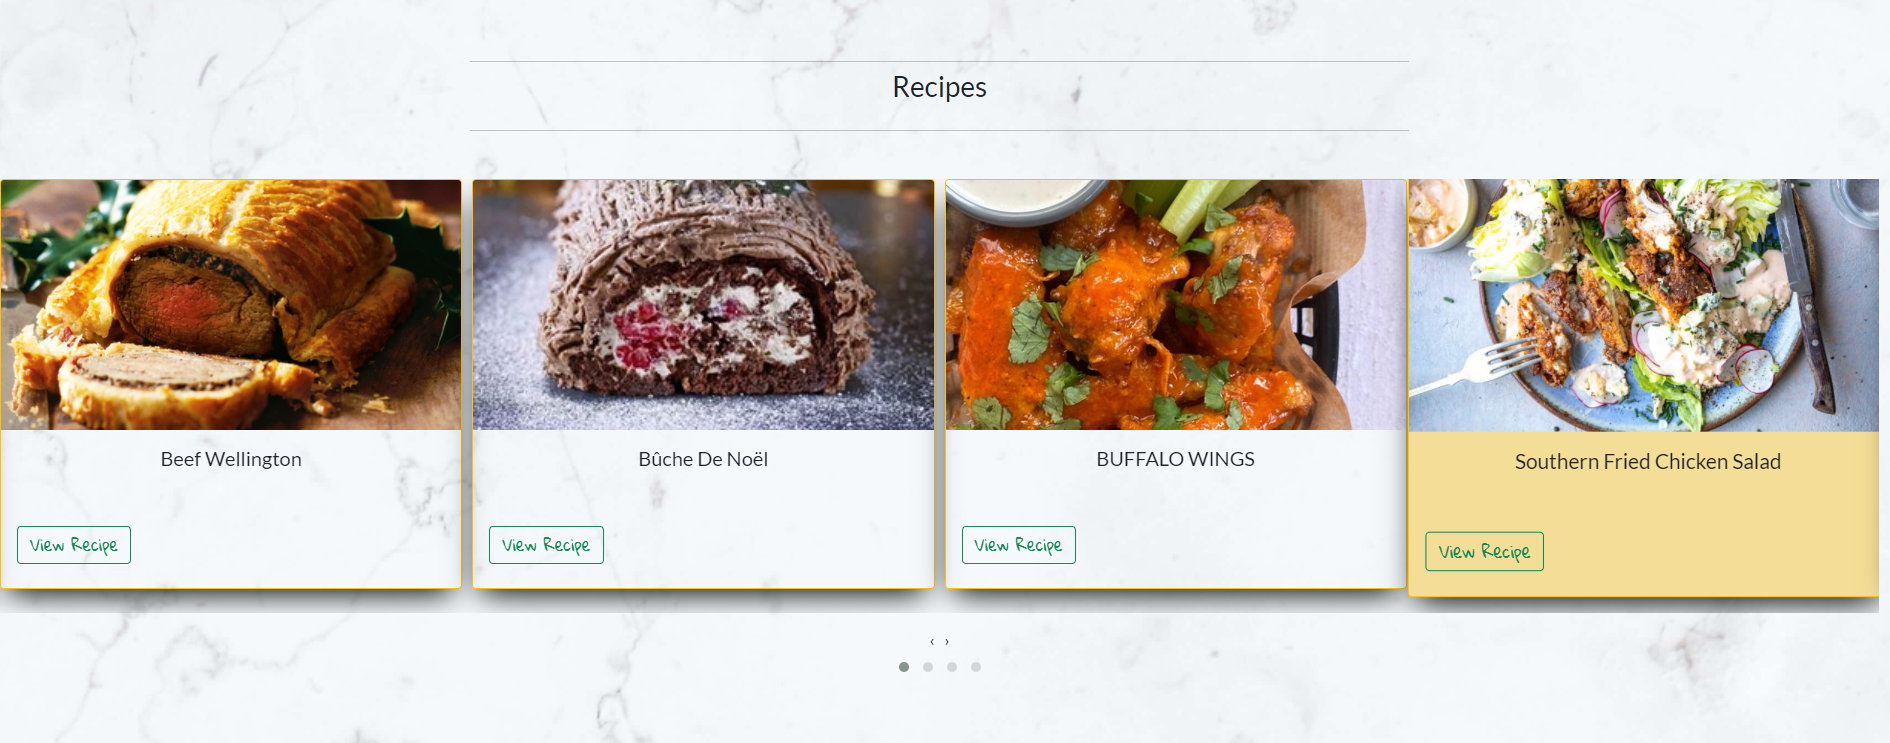 Recipes
Beef Wellington
Bûche De Noël
BUFFALO WINGS
Southern Fried Chicken Salad
View Recipe
View Recipe
View Recipe
View Recipe
‹ ›